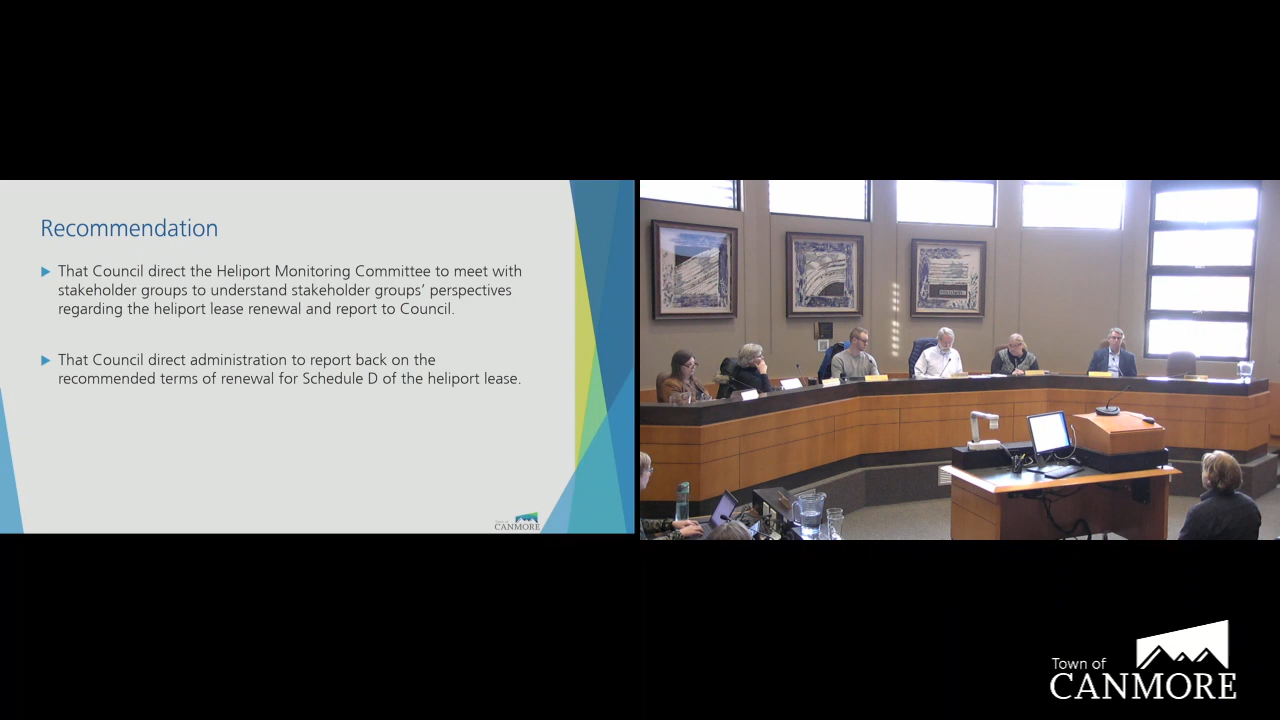 Recommendation
That Council direct the Heliport Monitoring Committee to meet with
stakeholder groups to understand stakeholder groups' perspectives
regarding the heliport lease renewal and report to Council.
That Council direct administration to report back on the
recommended terms of renewal for Schedule D of the heliport lease.
CANMORE
Town of
CANMORE